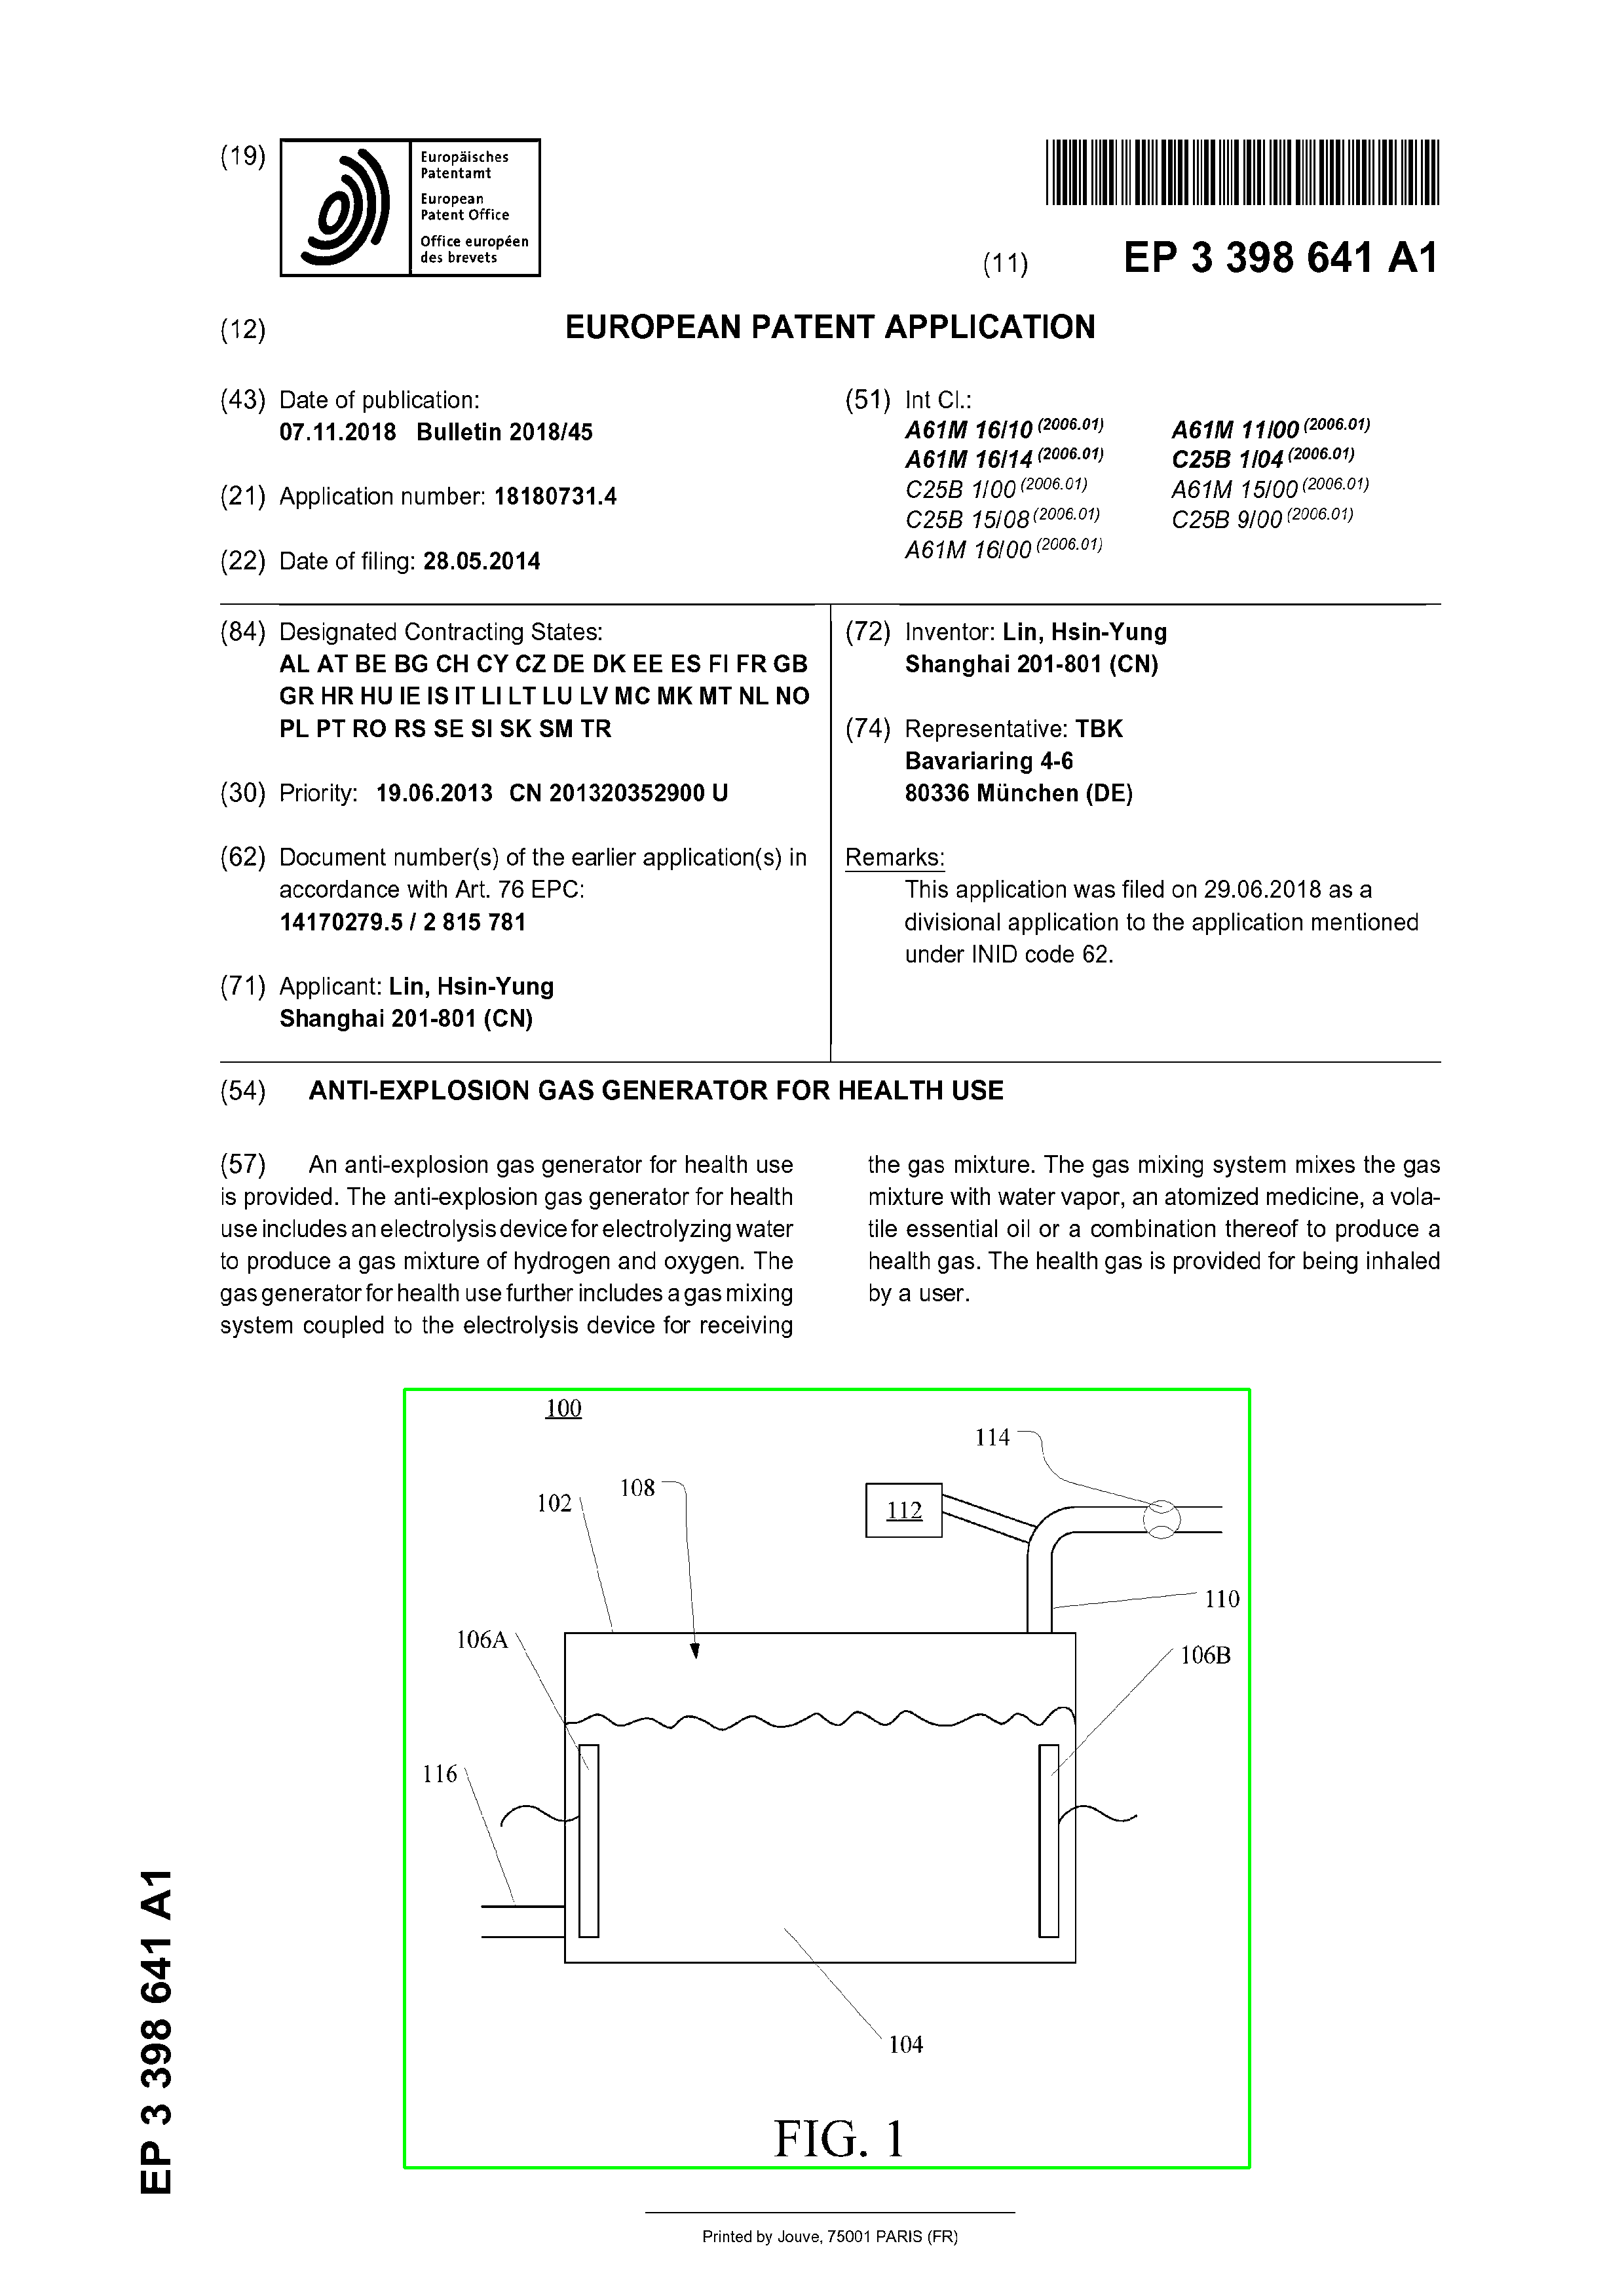 (19)
Europäisches
Patentamt
European
Patent Office
Office européen
des brevets
(11) EP 3 398 641 A1
(12) EUROPEAN PATENT APPLICATION
(43) Date of publication:
07.11.2018 Bulletin 2018/45
(21) Application number: 18180731.4
(22) Date of filing: 28.05.2014
(51) Int Cl.:
A61M 16/10 (2006.01) A61M 11/00 (2006.01)
A61M 16/14 (2006.01) C25B 1/04 (2006.01)
C25B 1/00 (2006.01) A61M 15/00 (2006.01)
C25B 15/08 (2006.01) C25B 9/00 (2006.01)
A61M 16/00 (2006.01)
(84) Designated Contracting States:
AL AT BE BG CH CY CZ DE DK EE ES FI FR GB
GR HR HU IE IS IT LI LT LU LV MC MK MT NL NO
PL PT RO RS SE SI SK SM TR
(30) Priority: 19.06.2013 CN 201320352900 U
(62) Document number(s) of the earlier application(s) in
accordance with Art. 76 EPC:
14170279.5 / 2 815 781
(71) Applicant: Lin, Hsin-Yung
Shanghai 201-801 (CN)
(72) Inventor: Lin, Hsin-Yung
Shanghai 201-801 (CN)
(74) Representative: TBK
Bavariaring 4-6
80336 München (DE)
Remarks:
This application was filed on 29.06.2018 as a
divisional application to the application mentioned
under INID code 62.
(54) ANTI-EXPLOSION GAS GENERATOR FOR HEALTH USE
(57) An anti-explosion gas generator for health use
is provided. The anti-explosion gas generator for health
use includes an electrolysis device for electrolyzing water
to produce a gas mixture of hydrogen and oxygen. The
gas generator for health use further includes a gas mixing
system coupled to the electrolysis device for receiving
the gas mixture. The gas mixing system mixes the gas
mixture with water vapor, an atomized medicine, a vola-
tile essential oil or a combination thereof to produce a
health gas. The health gas is provided for being inhaled
by a user.
100
114
108
102
112
110
106A
106B
116
104
FIG. 1
EP 3 398 641 A1
Printed by Jouve, 75001 PARIS (FR)